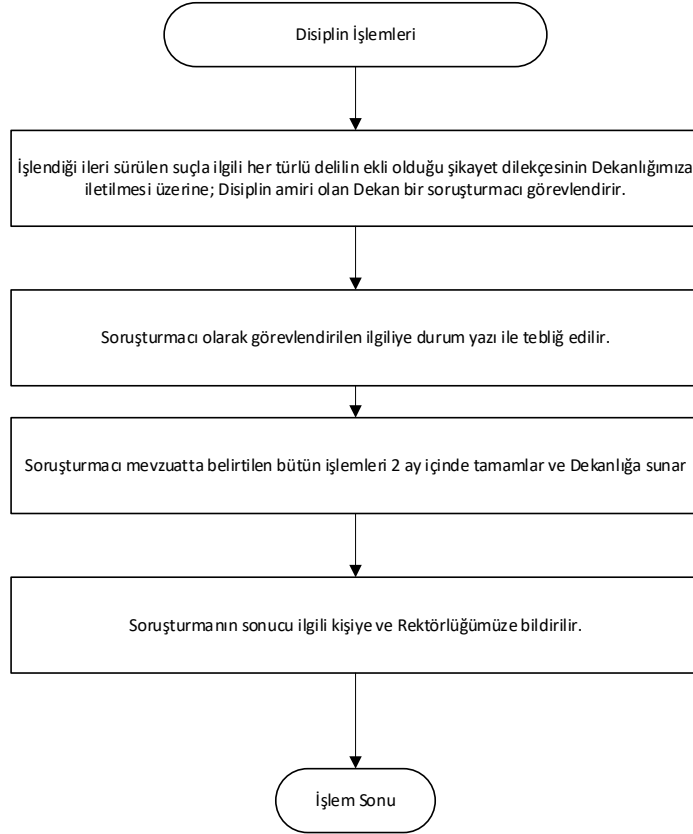 Disiplin İşlemleri
İşlendiği ileri sürülen suçla ilgili her türlü delilin ekli olduğu şikayet dilekçesinin Dekanlığımıza
iletilmesi üzerine; Disiplin amiri olan Dekan bir soruşturmacı görevlendirir.
Soruşturmacı olarak görevlendirilen ilgiliye durum yazı ile tebliğ edilir.
Soruşturmacı mevzuatta belirtilen bütün işlemleri 2 ay içinde tamamlar ve Dekanlığa sunar
Soruşturmanın sonucu ilgili kişiye ve Rektörlüğümüze bildirilir.
İşlem Sonu